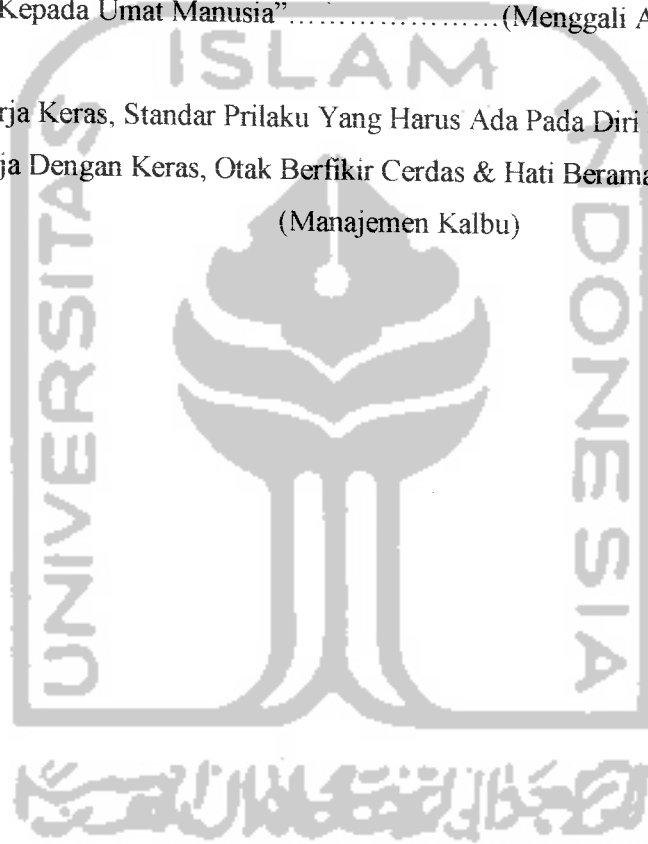 Kepada Umat Manusia”…………………(Menggali A
ISLAM
rja Keras, Standar Prilaku Yang Harus Ada Pada Diri
ja Dengan Keras, Otak Berfikir Cerdas & Hati Berama
(Manajemen Kalbu)
UNIVERSITAS
INDONESIA